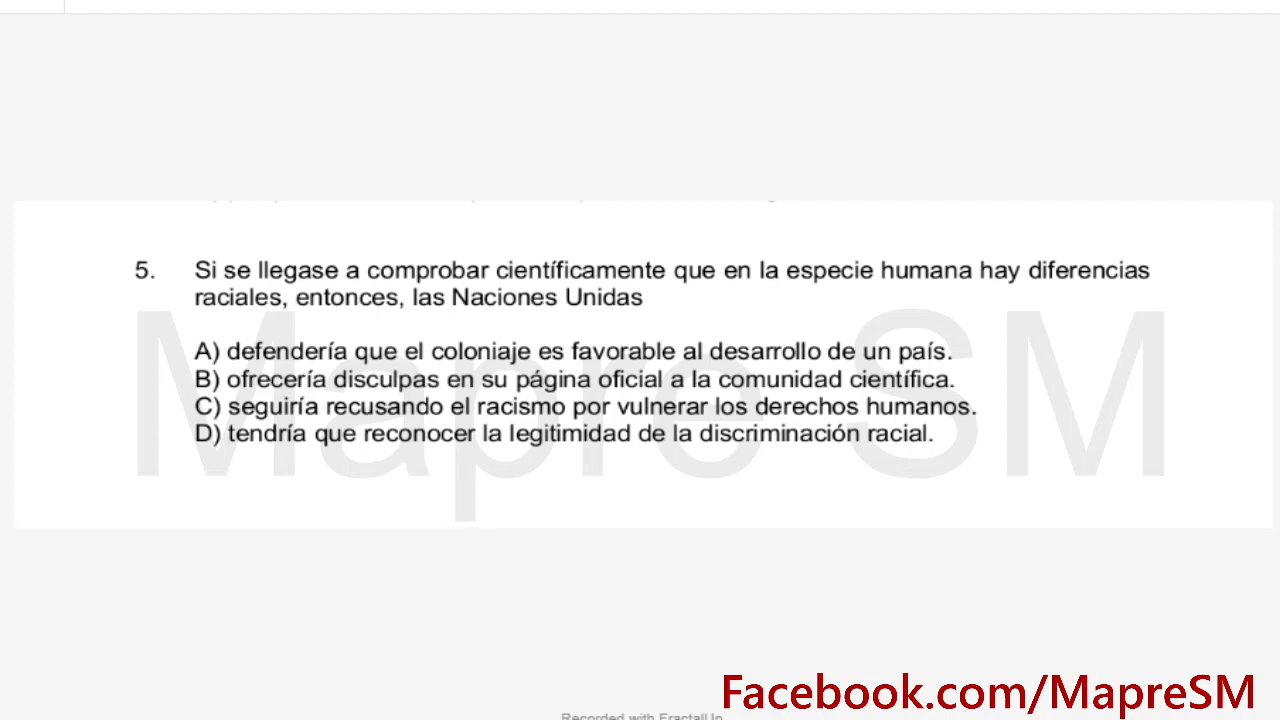 5. Si se llegase a comprobar científicamente que en la especie humana hay diferencias
raciales, entonces, las Naciones Unidas
A) defendería que el coloniaje es favorable al desarrollo de un país.
B) ofrecería disculpas en su página oficial a la comunidad científica.
C) seguiría recusando el racismo por vulnerar los derechos humanos.
D) tendría que reconocer la legitimidad de la discriminación racial.
Mapre SM
Facebook.com/MapreSM
Recorded with FractalUp